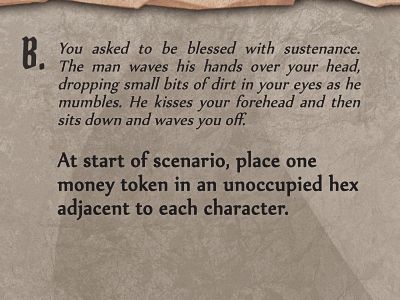 B. You asked to be blessed with sustenance.
The man waves his hands over your head,
dropping small bits of dirt in your eyes as he
mumbles. He kisses your forehead and then
sits down and waves you off.
At start of scenario, place one
money token in an unoccupied hex
adjacent to each character.